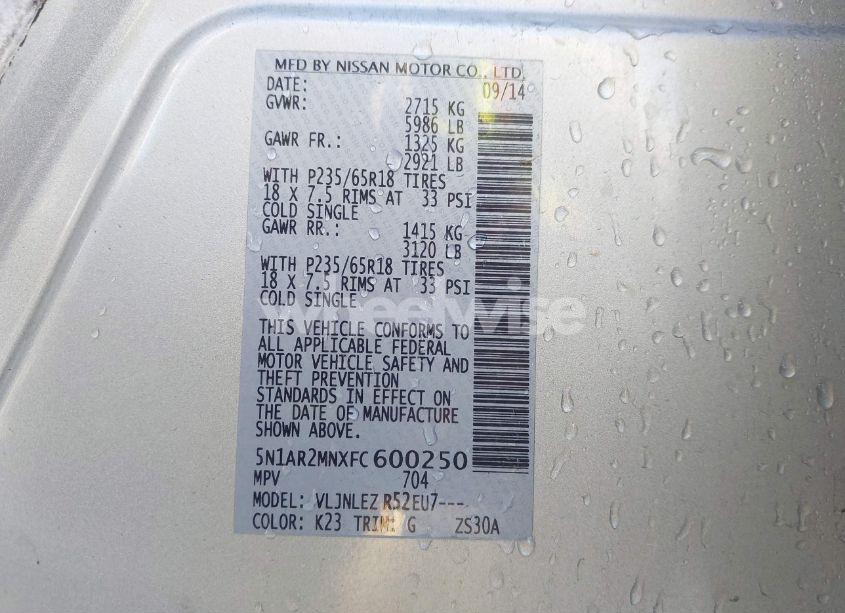 MFD BY NISSAN MOTOR CO., LTD.
DATE: 09/14
GVWR: 2715 KG
5986 LB
GAWR FR.: 1325 KG
2921 LB
WITH P235/65R18 TIRES
18 X 7.5 RIMS AT 33 PSI
COLD SINGLE
GAWR RR.: 1415 KG
3120 LB
WITH P235/65R18 TIRES
18 X 7.5 RIMS AT 33 PSI
COLD SINGLE
wheelwise
THIS VEHICLE CONFORMS TO
ALL APPLICABLE FEDERAL
MOTOR VEHICLE SAFETY AND
THEFT PREVENTION
STANDARDS IN EFFECT ON
THE DATE OF MANUFACTURE
SHOWN ABOVE.
5N1AR2MNXFC600250
MPV 704
MODEL: VLJNLEZ R52EU7---
COLOR: K23 TRIM: G ZS30A